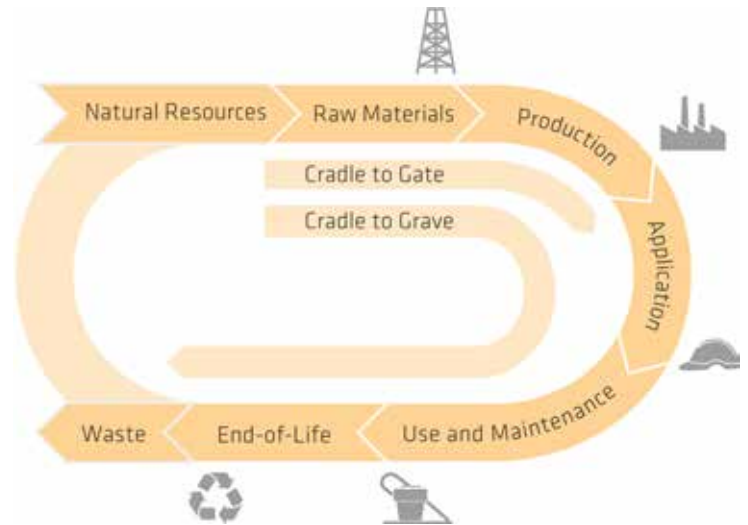 Natural Resources
Raw Materials
Production
Cradle to Gate
Cradle to Grave
Application
Use and Maintenance
End-of-Life
Waste